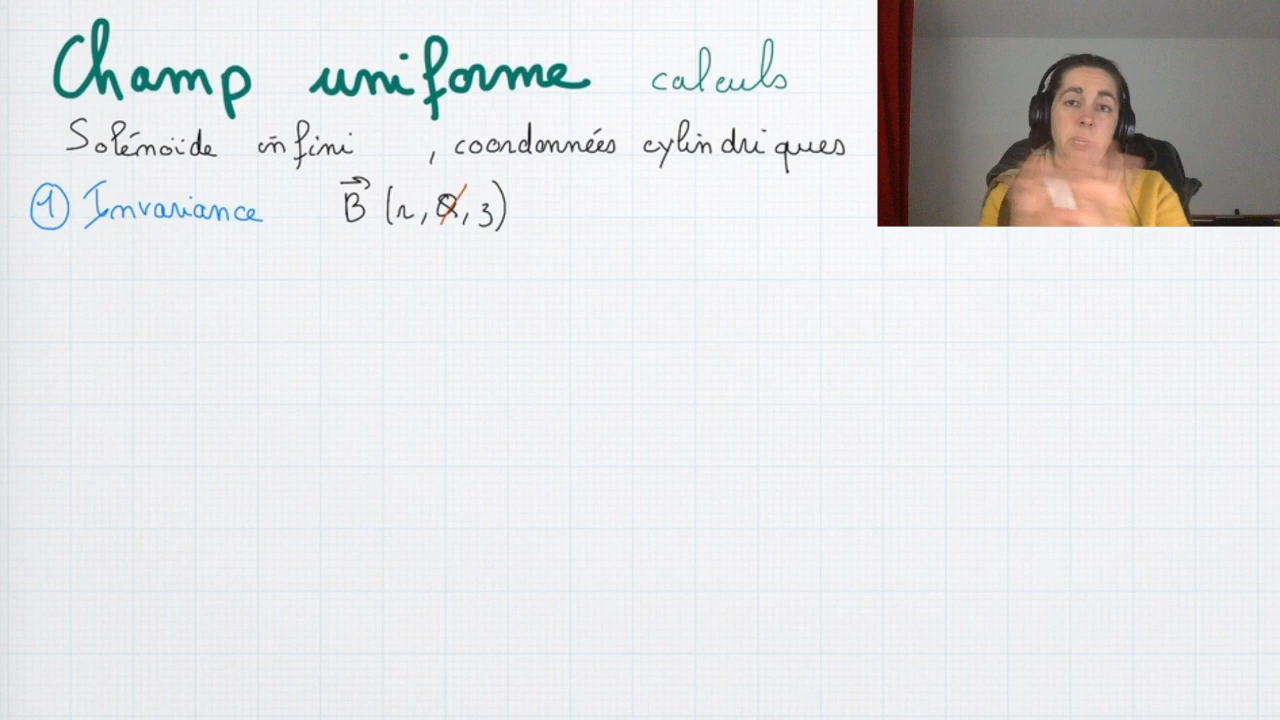 Champ uniforme calculs
Solénoïde infini , coordonnées cylindriques
① Invariance B⃗ (r, θ, z)